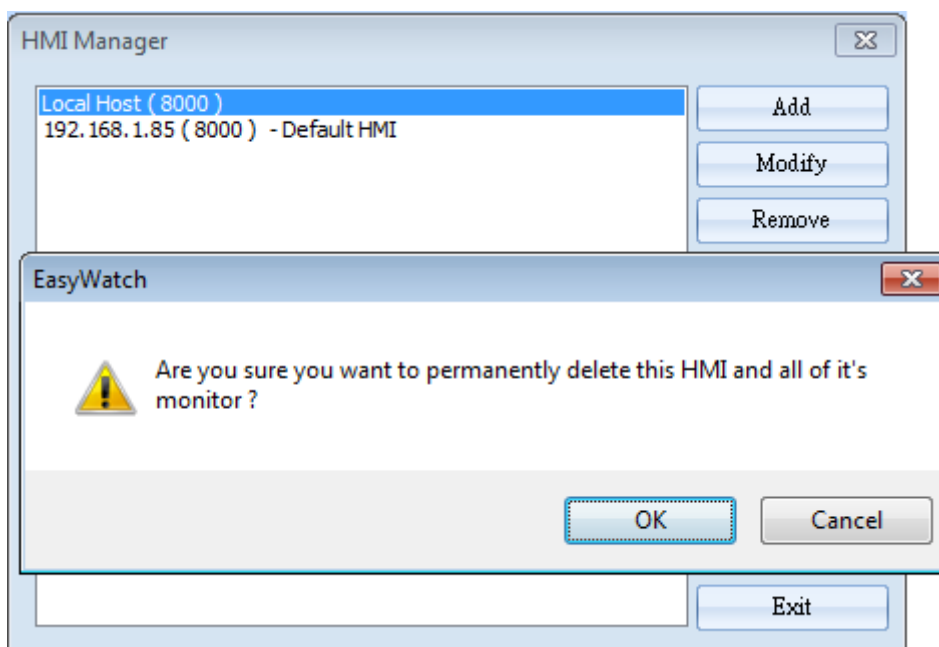 HMI Manager
Local Host ( 8000 )
192.168.1.85 ( 8000 )  - Default HMI
Add
Modify
Remove
EasyWatch
Are you sure you want to permanently delete this HMI and all of it's
monitor ?
OK
Cancel
Exit